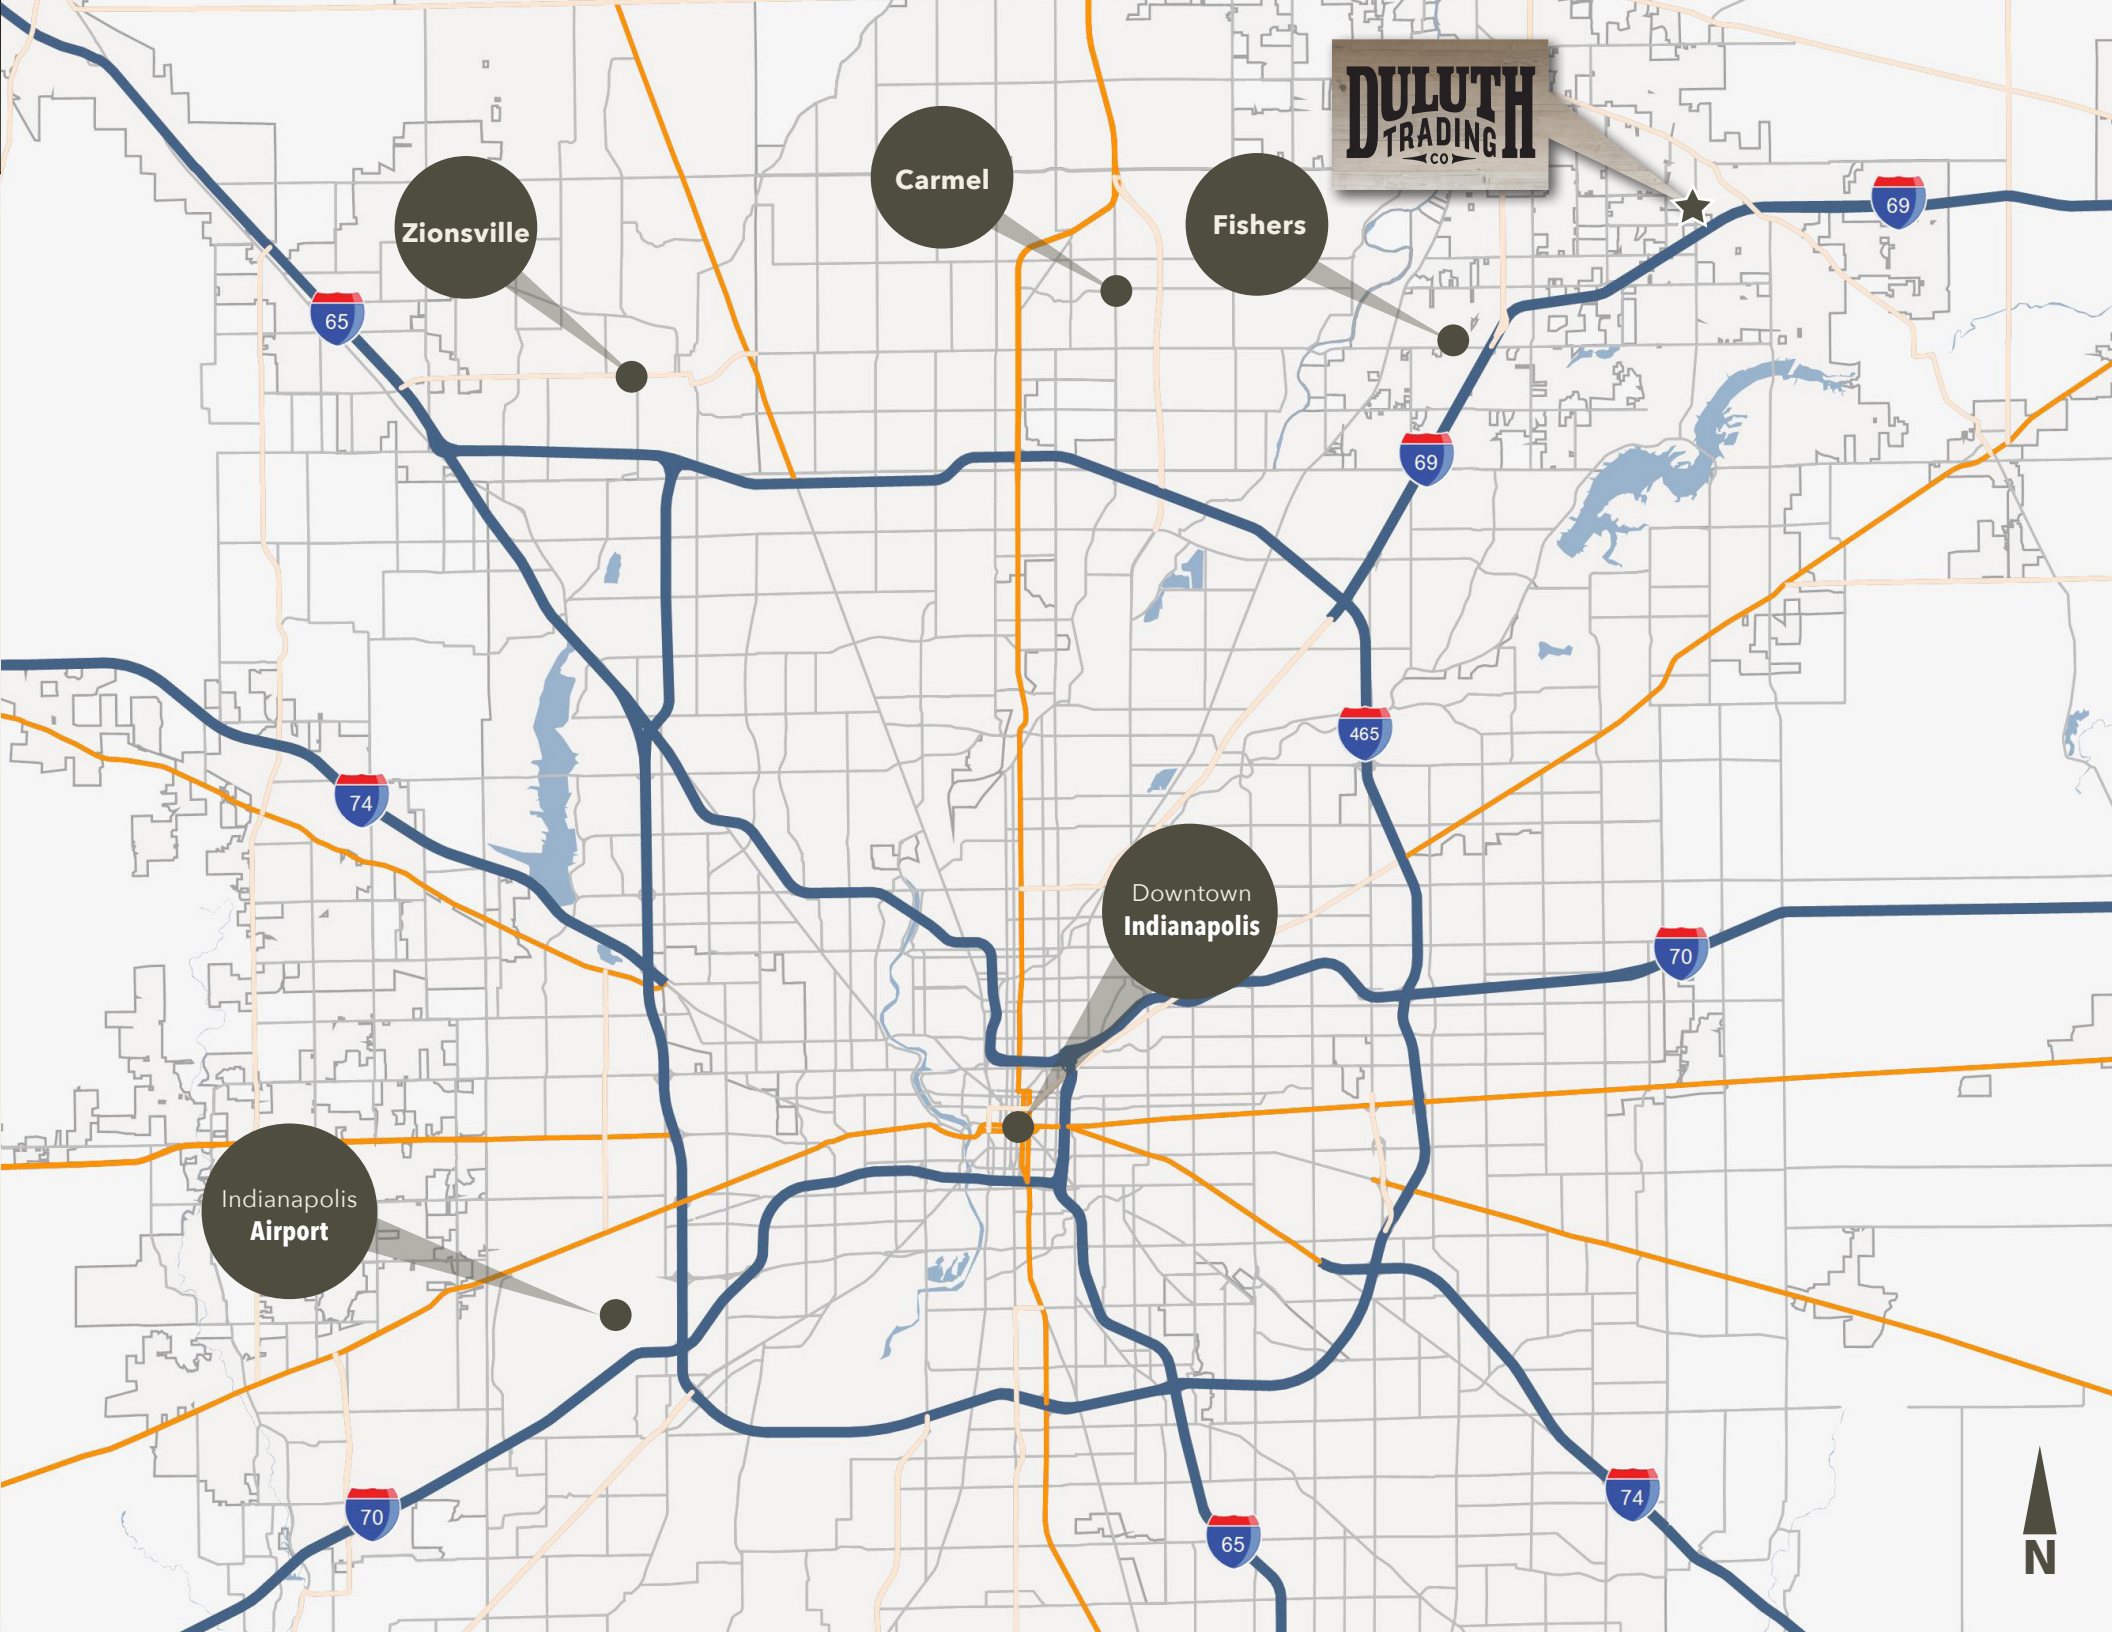 DULUTH
TRADING
CO
Carmel
Zionsville
Fishers
69
65
69
465
74
Downtown
Indianapolis
70
Indianapolis
Airport
70
74
65
N